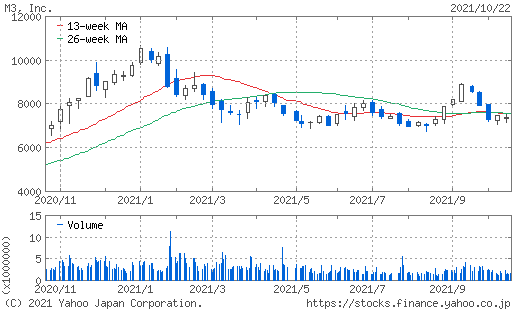 M3, Inc. 2021/10/22
12000
13-week MA
26-week MA
10000
8000
6000
4000
2020/11 2021/1 2021/3 2021/5 2021/7 2021/9
15
Volume
10
5
0
(x1000000)
2020/11 2021/1 2021/3 2021/5 2021/7 2021/9
(C) 2021 Yahoo Japan Corporation. https://stocks.finance.yahoo.co.jp